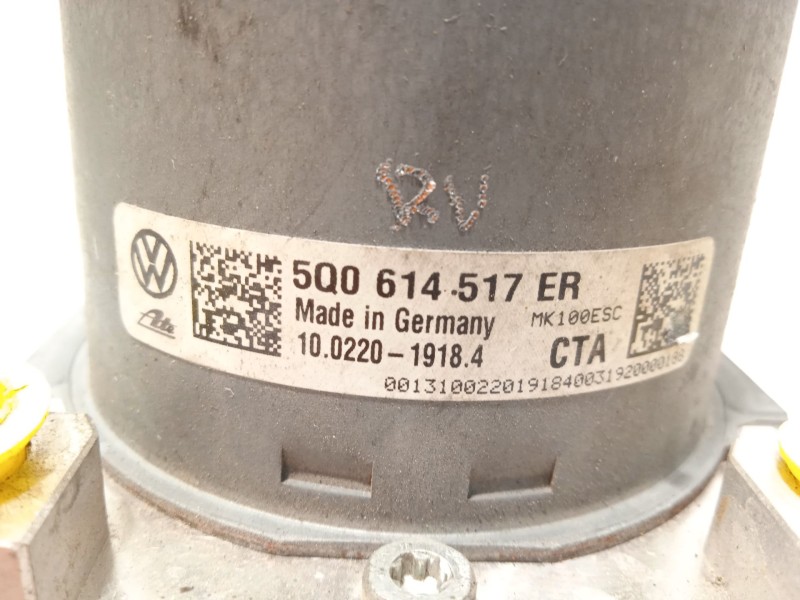 RV
VW
Ate
5Q0 614 517 ER
Made in Germany MK100ESC
10.0220-1918.4 CTA